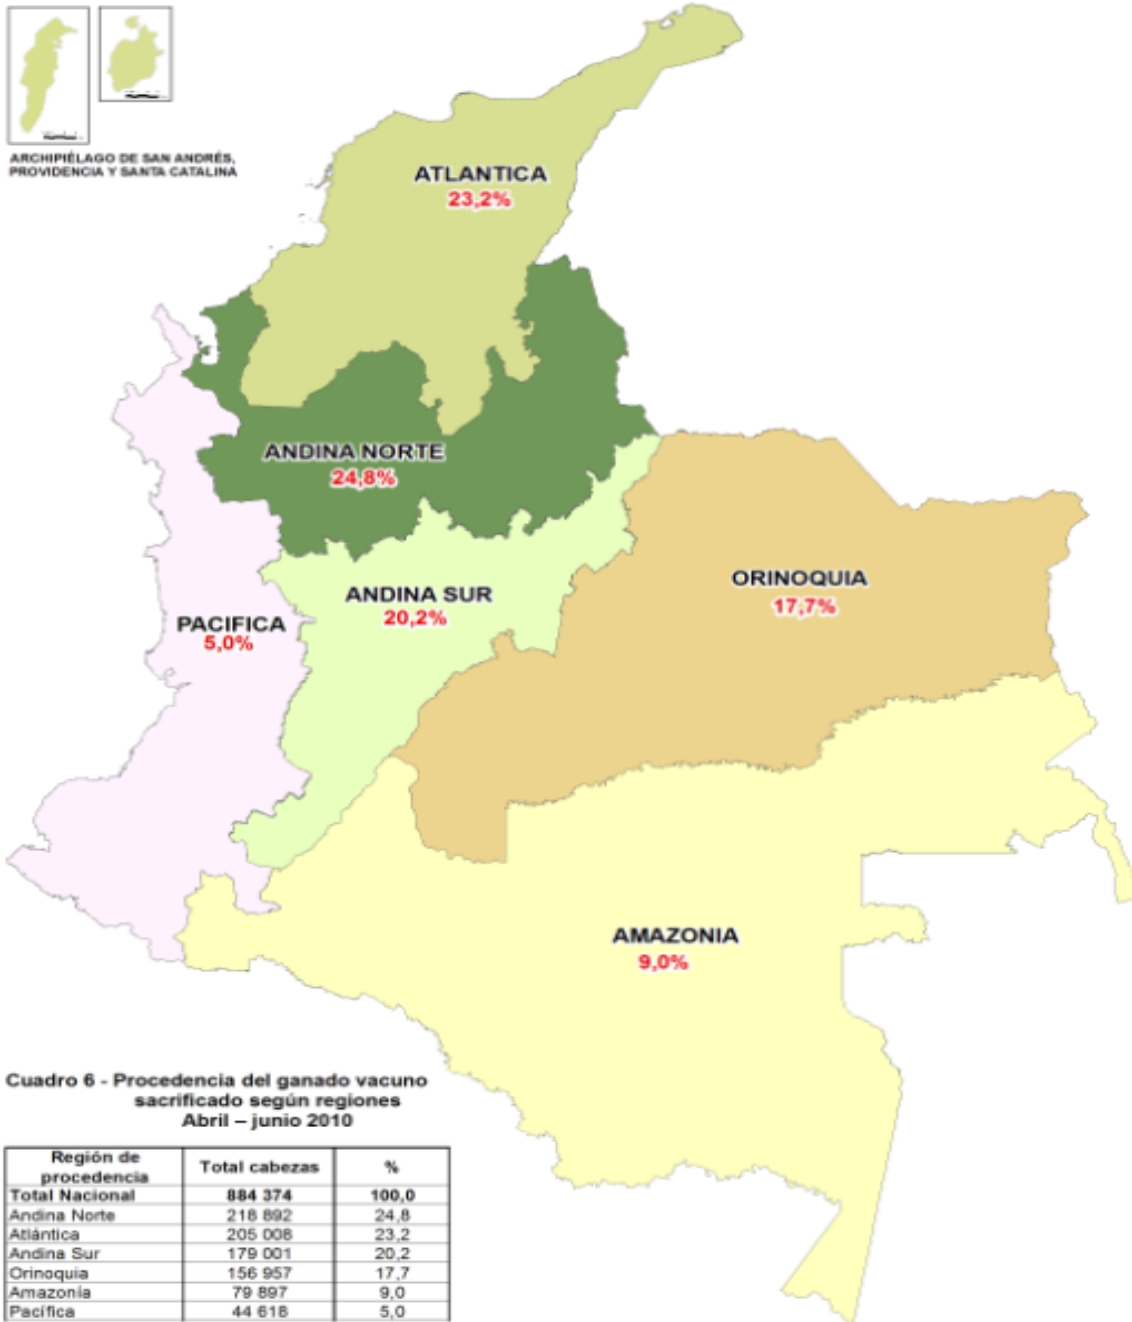 ARCHIPIÉLAGO DE SAN ANDRÉS,
PROVIDENCIA Y SANTA CATALINA
ATLANTICA
23,2%
ANDINA NORTE
24,8%
ORINOQUIA
17,7%
ANDINA SUR
20,2%
PACIFICA
5,0%
AMAZONIA
9,0%
Cuadro 6 - Procedencia del ganado vacuno
sacrificado según regiones
Abril – junio 2010
Región de procedencia Total cabezas %
Total Nacional 884 374 100,0
Andina Norte 218 892 24,8
Atlántica 205 008 23,2
Andina Sur 179 001 20,2
Orinoquia 156 957 17,7
Amazonía 79 897 9,0
Pacífica 44 618 5,0